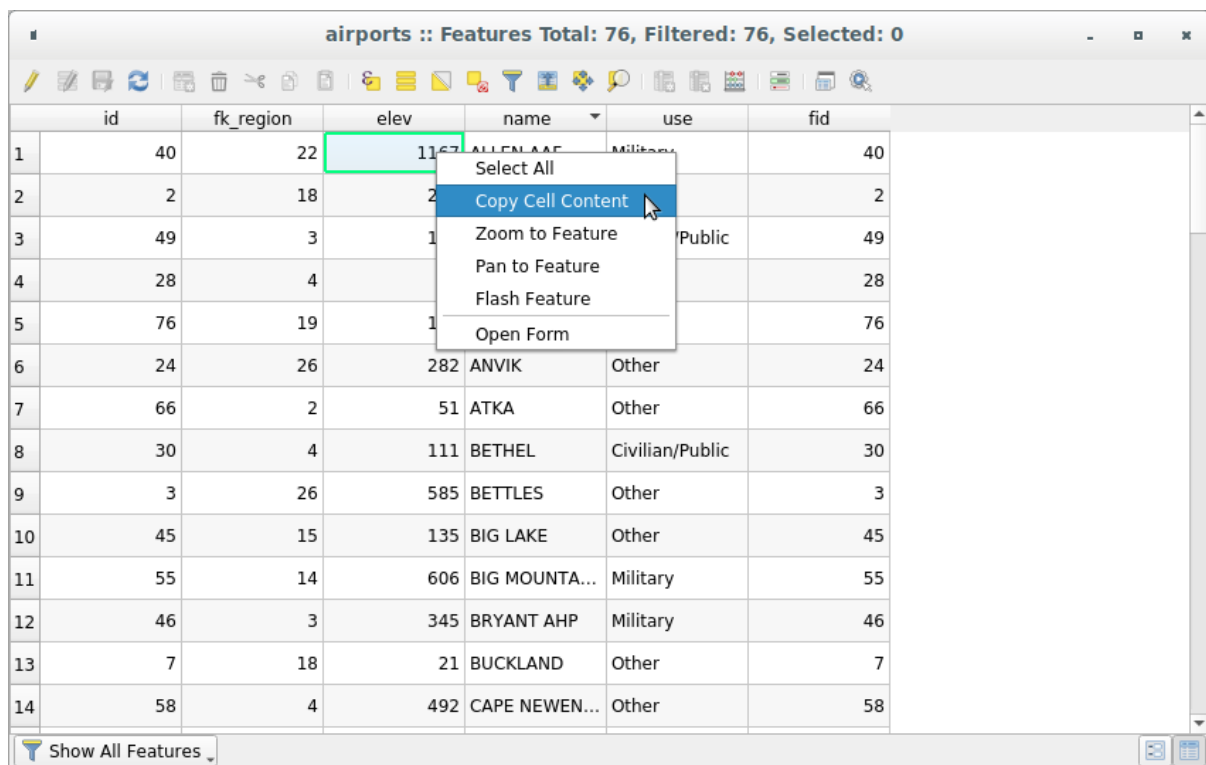 airports :: Features Total: 76, Filtered: 76, Selected: 0
id fk_region elev name use fid
1 40 22 1167 ALLEN AAF Military 40
Select All
2 18 2
2
Copy Cell Content
3 49 3 1 /Public 49
Zoom to Feature
4 28 4 28
Pan to Feature
Flash Feature
5 76 19 1 76
Open Form
6 24 26 282 ANVIK Other 24
7 66 2 51 ATKA Other 66
8 30 4 111 BETHEL Civilian/Public 30
9 3 26 585 BETTLES Other 3
10 45 15 135 BIG LAKE Other 45
11 55 14 606 BIG MOUNTA... Military 55
12 46 3 345 BRYANT AHP Military 46
13 7 18 21 BUCKLAND Other 7
14 58 4 492 CAPE NEWEN... Other 58
Show All Features